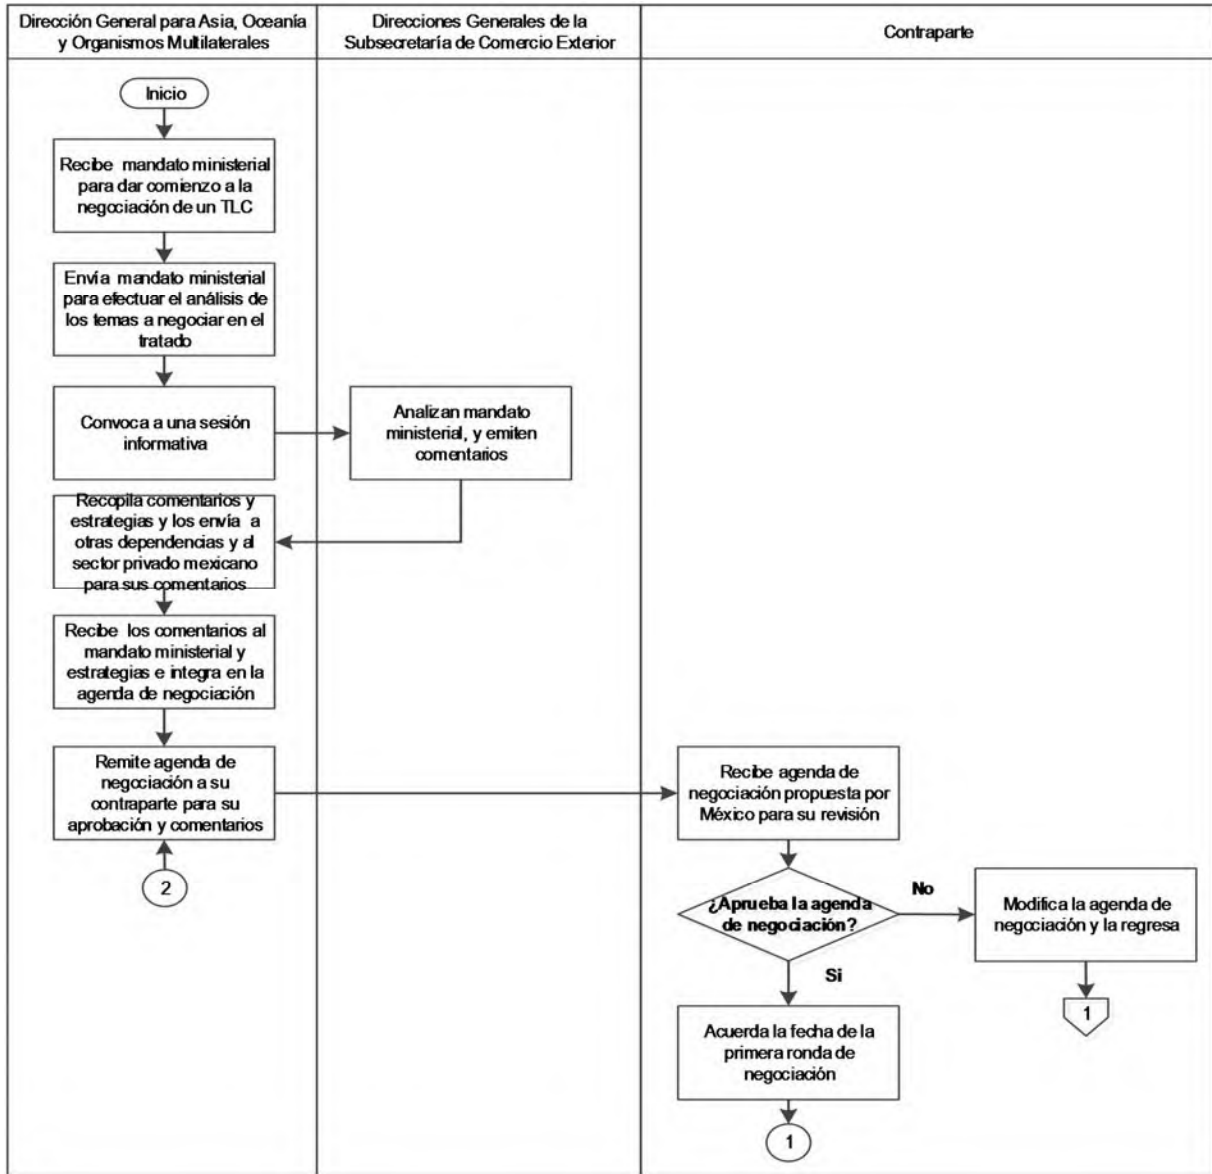 Dirección General para Asia, Oceanía
y Organismos Multilaterales
Direcciones Generales de la
Subsecretaría de Comercio Exterior
Contraparte
Inicio
Recibe mandato ministerial
para dar comienzo a la
negociación de un TLC
Envía mandato ministerial
para efectuar el análisis de
los temas a negociar en el
tratado
Convoca a una sesión
informativa
Analizan mandato
ministerial, y emiten
comentarios
Recopila comentarios y
estrategias y los envía a
otras dependencias y al
sector privado mexicano
para sus comentarios
Recibe los comentarios al
mandato ministerial y
estrategias e integra en la
agenda de negociación
Remite agenda de
negociación a su
contraparte para su
aprobación y comentarios
2
Recibe agenda de
negociación propuesta por
México para su revisión
¿Aprueba la agenda
de negociación?
No
Modifica la agenda de
negociación y la regresa
1
Si
Acuerda la fecha de la
primera ronda de
negociación
1